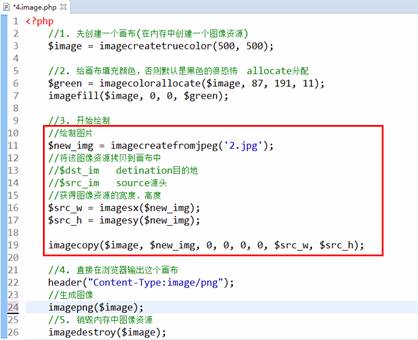 *4.image.php
1 <?php
2 //1. 先创建一个画布(在内存中创建一个图像资源)
3 $image = imagecreatetruecolor(500, 500);
4
5 //2. 给画布填充颜色，否则默认是黑色的很恐怖 allocate分配
6 $green = imagecolorallocate($image, 87, 191, 11);
7 imagefill($image, 0, 0, $green);
8
9 //3. 开始绘制
10 //绘制图片
11 $new_img = imagecreatefromjpeg('2.jpg');
12 //将该图像资源拷贝到画布中
13 //$dst_im detination目的地
14 //$src_im source源头
15 //获得图像资源的宽度、高度
16 $src_w = imagesx($new_img);
17 $src_h = imagesy($new_img);
18
19 imagecopy($image, $new_img, 0, 0, 0, 0, $src_w, $src_h);
20
21 //4. 直接在浏览器输出这个画布
22 header("Content-Type:image/png");
23 //生成图像
24 imagepng($image);
25 //5. 销毁内存中图像资源
26 imagedestroy($image);